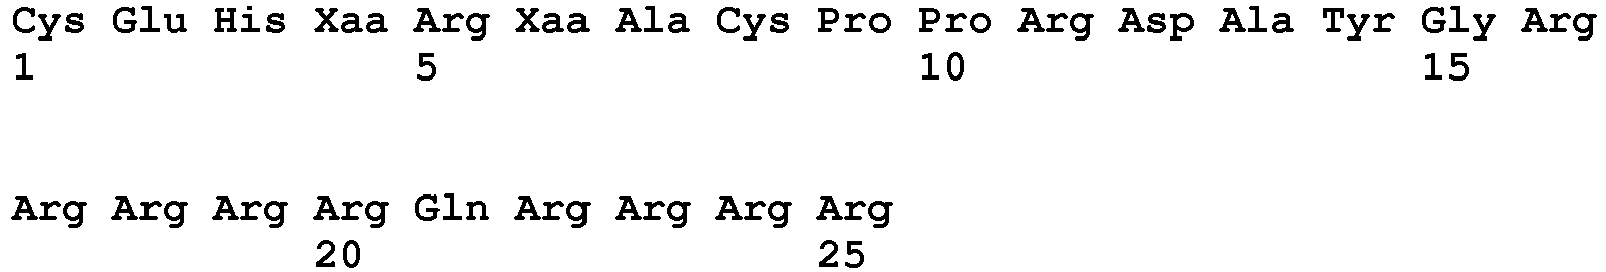 Cys Glu His Xaa Arg Xaa Ala Cys Pro Pro Arg Asp Ala Tyr Gly Arg
1 5 10 15
Arg Arg Arg Arg Gln Arg Arg Arg Arg
20 25